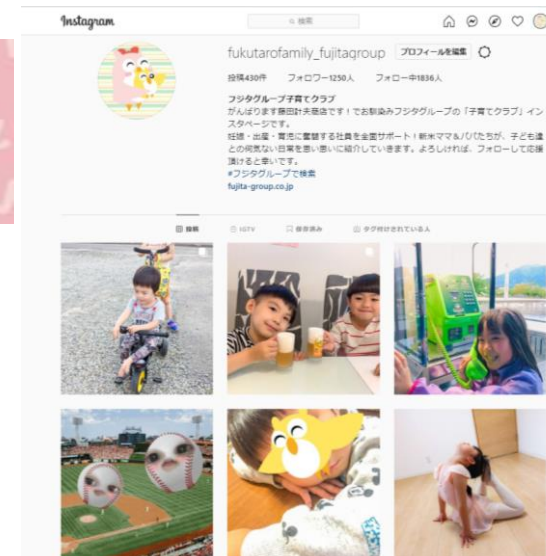 Instagram
検索
fukutarofamily_fujitagroup プロフィールを編集
投稿430件 フォロワー1250人 フォロー中1836人
フジタグループ子育てクラブ
がんばります藤田計夫商店です！でお馴染みフジタグループの「子育てクラブ」イン
スタページです。
妊娠・出産・育児に奮闘する社員を全面サポート！新米ママ&パパたちが、子ども達
との何気ない日常を思い思いに紹介していきます。よろしければ、フォローして応援
頂けると幸いです。
#フジタグループで検索
fujita-group.co.jp
投稿 IGTV 保存済み タグ付けされている人